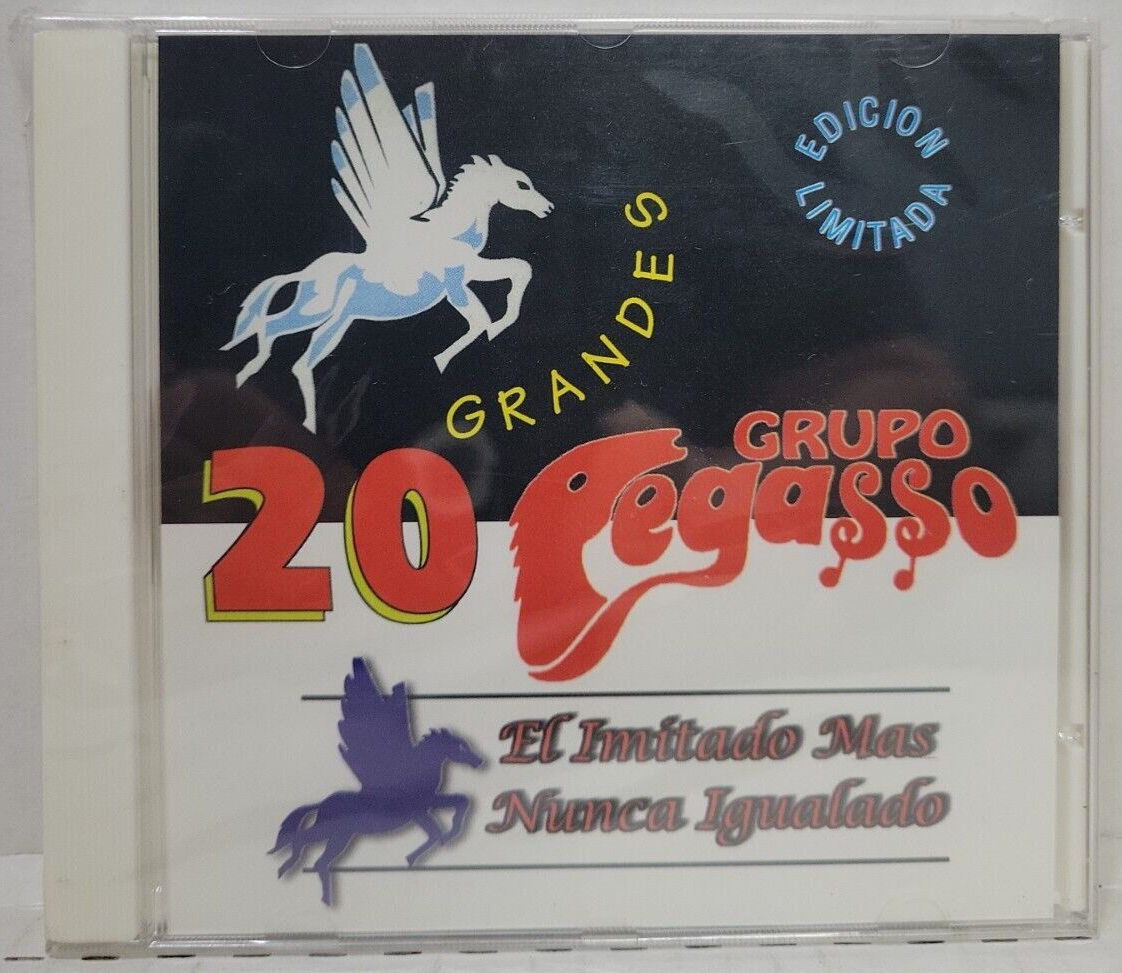 EDICION
LIMITADA
GRANDES
20
GRUPO
Pegasso
El Imitado Mas
Nunca Igualado